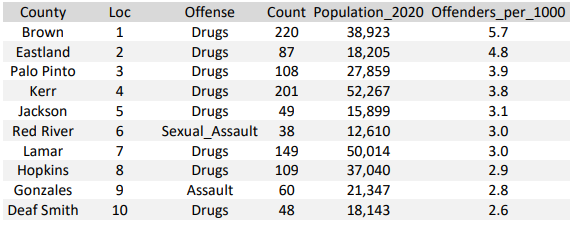 County Loc Offense Count Population_2020 Offenders_per_1000
Brown 1 Drugs 220 38,923 5.7
Eastland 2 Drugs 87 18,205 4.8
Palo Pinto 3 Drugs 108 27,859 3.9
Kerr 4 Drugs 201 52,267 3.8
Jackson 5 Drugs 49 15,899 3.1
Red River 6 Sexual_Assault 38 12,610 3.0
Lamar 7 Drugs 149 50,014 3.0
Hopkins 8 Drugs 109 37,040 2.9
Gonzales 9 Assault 60 21,347 2.8
Deaf Smith 10 Drugs 48 18,143 2.6